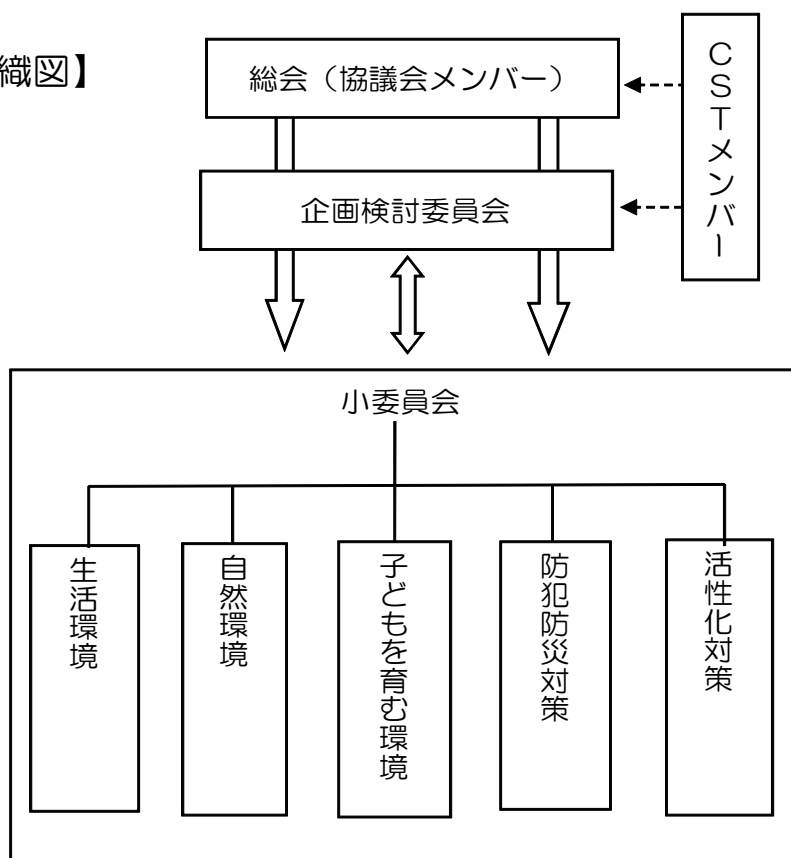 織図】
総会（協議会メンバー）
CSTメンバー
企画検討委員会
小委員会
生活環境
自然環境
子どもを育む環境
防犯防災対策
活性化対策